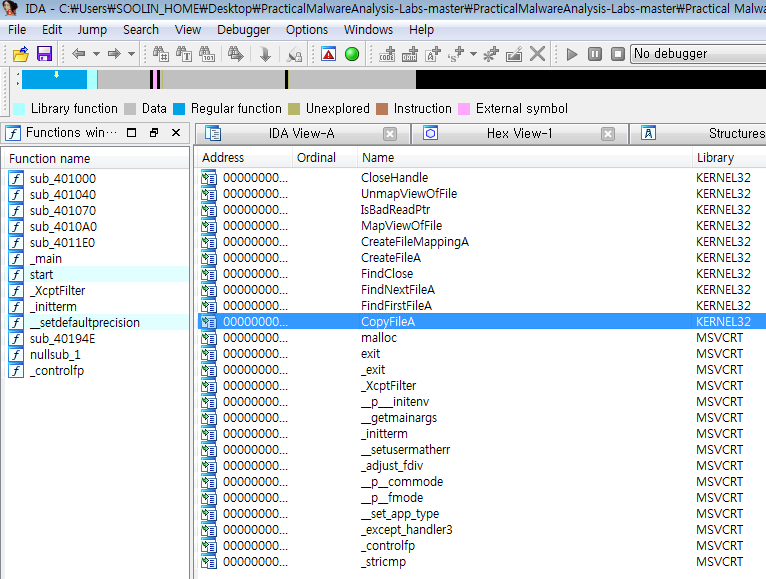 IDA - C:₩Users₩SOOLIN_HOME₩Desktop₩PracticalMalwareAnalysis-Labs-master₩PracticalMalwareAnalysis-Labs-master₩Practical Malwa
File Edit Jump Search View Debugger Options Windows Help
No debugger
Library function Data Regular function Unexplored Instruction External symbol
Functions win··· IDA View-A Hex View-1 Structures
Function name
sub_401000
sub_401040
sub_401070
sub_4010A0
sub_4011E0
_main
start
_XcptFilter
_initterm
__setdefaultprecision
sub_40194E
nullsub_1
_controlfp
Address Ordinal Name Library
00000000... CloseHandle KERNEL32
00000000... UnmapViewOfFile KERNEL32
00000000... IsBadReadPtr KERNEL32
00000000... MapViewOfFile KERNEL32
00000000... CreateFileMappingA KERNEL32
00000000... CreateFileA KERNEL32
00000000... FindClose KERNEL32
00000000... FindNextFileA KERNEL32
00000000... FindFirstFileA KERNEL32
00000000... CopyFileA KERNEL32
00000000... malloc MSVCRT
00000000... exit MSVCRT
00000000... _exit MSVCRT
00000000... _XcptFilter MSVCRT
00000000... __p___initenv MSVCRT
00000000... __getmainargs MSVCRT
00000000... _initterm MSVCRT
00000000... __setusermatherr MSVCRT
00000000... _adjust_fdiv MSVCRT
00000000... __p__commode MSVCRT
00000000... __p__fmode MSVCRT
00000000... __set_app_type MSVCRT
00000000... _except_handler3 MSVCRT
00000000... _controlfp MSVCRT
00000000... _stricmp MSVCRT